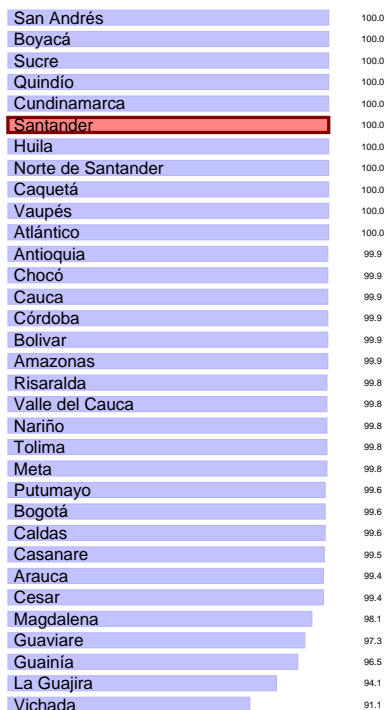 San Andrés 100.0
Boyacá 100.0
Sucre 100.0
Quindío 100.0
Cundinamarca 100.0
Santander 100.0
Huila 100.0
Norte de Santander 100.0
Caquetá 100.0
Vaupés 100.0
Atlántico 100.0
Antioquia 99.9
Chocó 99.9
Cauca 99.9
Córdoba 99.9
Bolivar 99.9
Amazonas 99.9
Risaralda 99.8
Valle del Cauca 99.8
Nariño 99.8
Tolima 99.8
Meta 99.8
Putumayo 99.6
Bogotá 99.6
Caldas 99.6
Casanare 99.5
Arauca 99.4
Cesar 99.4
Magdalena 98.1
Guaviare 97.3
Guainía 96.5
La Guajira 94.1
Vichada 91.1